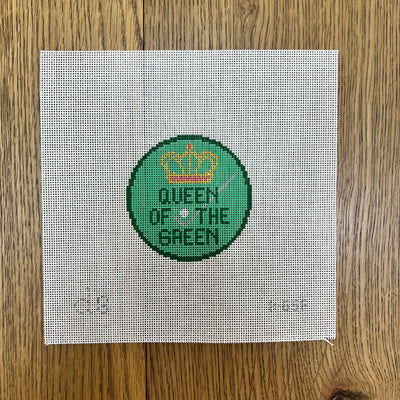 QUEEN
OF THE
GREEN